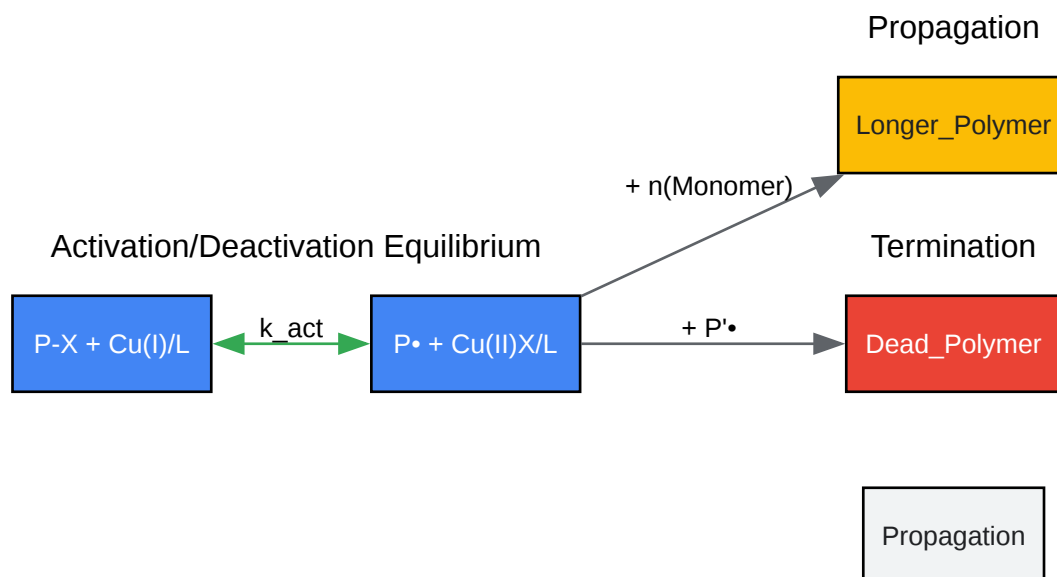 Propagation
Longer_Polymer
+ n(Monomer)
Activation/Deactivation Equilibrium
Termination
P-X + Cu(I)/L
k_act
P• + Cu(II)X/L
+ P'•
Dead_Polymer
Propagation